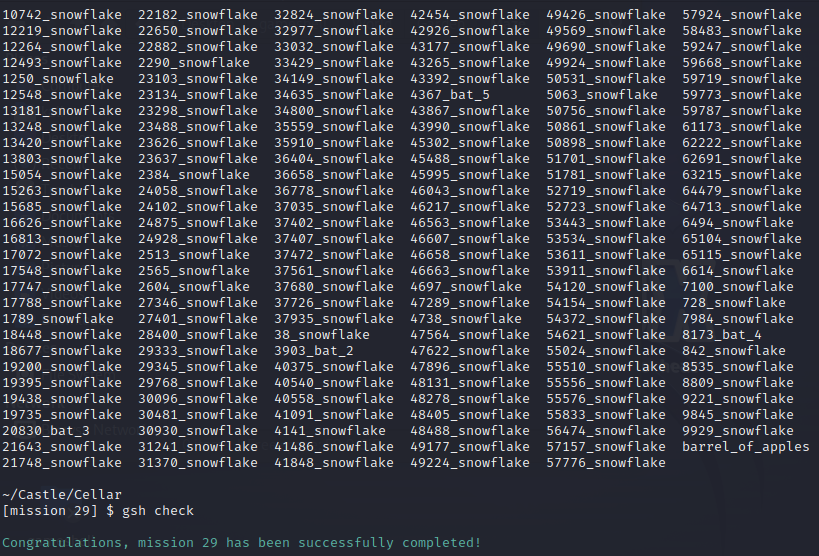 10742_snowflake  22182_snowflake  32824_snowflake  42454_snowflake  49426_snowflake  57924_snowflake
12219_snowflake  22650_snowflake  32977_snowflake  42926_snowflake  49569_snowflake  58483_snowflake
12264_snowflake  22882_snowflake  33032_snowflake  43177_snowflake  49690_snowflake  59247_snowflake
12493_snowflake  2290_snowflake   33429_snowflake  43265_snowflake  49924_snowflake  59668_snowflake
1250_snowflake   23103_snowflake  34149_snowflake  43392_snowflake  50531_snowflake  59719_snowflake
12548_snowflake  23134_snowflake  34635_snowflake  4367_bat_5       5063_snowflake   59773_snowflake
13181_snowflake  23298_snowflake  34800_snowflake  43867_snowflake  50756_snowflake  59787_snowflake
13248_snowflake  23488_snowflake  35559_snowflake  43990_snowflake  50861_snowflake  61173_snowflake
13420_snowflake  23626_snowflake  35910_snowflake  45302_snowflake  50898_snowflake  62222_snowflake
13803_snowflake  23637_snowflake  36404_snowflake  45488_snowflake  51701_snowflake  62691_snowflake
15054_snowflake  2384_snowflake   36658_snowflake  45995_snowflake  51781_snowflake  63215_snowflake
15263_snowflake  24058_snowflake  36778_snowflake  46043_snowflake  52719_snowflake  64479_snowflake
15685_snowflake  24102_snowflake  37035_snowflake  46217_snowflake  52723_snowflake  64713_snowflake
16626_snowflake  24875_snowflake  37402_snowflake  46563_snowflake  53443_snowflake  6494_snowflake
16813_snowflake  24928_snowflake  37407_snowflake  46607_snowflake  53534_snowflake  65104_snowflake
17072_snowflake  2513_snowflake   37472_snowflake  46658_snowflake  53611_snowflake  65115_snowflake
17548_snowflake  2565_snowflake   37561_snowflake  46663_snowflake  53911_snowflake  6614_snowflake
17747_snowflake  2604_snowflake   37680_snowflake  4697_snowflake   54120_snowflake  7100_snowflake
17788_snowflake  27346_snowflake  37726_snowflake  47289_snowflake  54154_snowflake  728_snowflake
1789_snowflake   27401_snowflake  37935_snowflake  4738_snowflake   54372_snowflake  7984_snowflake
18448_snowflake  28400_snowflake  38_snowflake     47564_snowflake  54621_snowflake  8173_bat_4
18677_snowflake  29333_snowflake  3903_bat_2       47622_snowflake  55024_snowflake  842_snowflake
19200_snowflake  29345_snowflake  40375_snowflake  47896_snowflake  55510_snowflake  8535_snowflake
19395_snowflake  29768_snowflake  40540_snowflake  48131_snowflake  55556_snowflake  8809_snowflake
19438_snowflake  30096_snowflake  40558_snowflake  48278_snowflake  55576_snowflake  9221_snowflake
19735_snowflake  30481_snowflake  41091_snowflake  48405_snowflake  55833_snowflake  9845_snowflake
20830_bat_3      30930_snowflake  4141_snowflake   48488_snowflake  56474_snowflake  9929_snowflake
21643_snowflake  31241_snowflake  41486_snowflake  49177_snowflake  57157_snowflake  barrel_of_apples
21748_snowflake  31370_snowflake  41848_snowflake  49224_snowflake  57776_snowflake
~/Castle/Cellar
[mission 29] $ gsh check
Congratulations, mission 29 has been successfully completed!